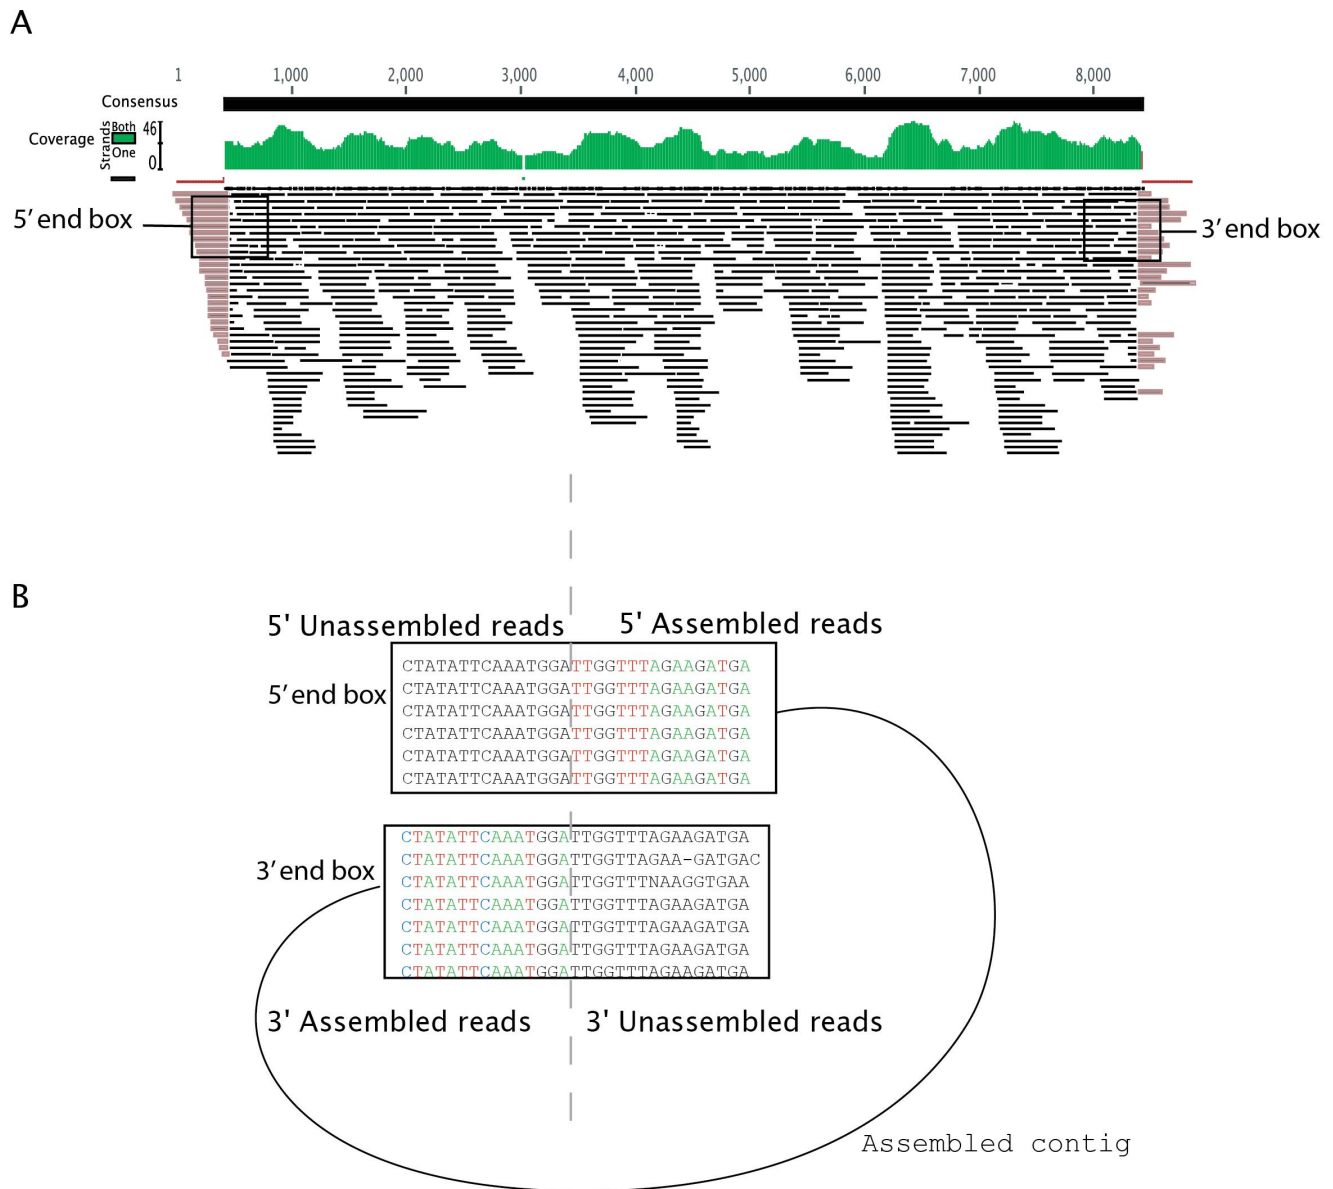 A
1 1,000 2,000 3,000 4,000 5,000 6,000 7,000 8,000
Consensus
Coverage Strands Both One 46 0
5′ end box
3′ end box
B
5' Unassembled reads 5' Assembled reads
5′ end box
CTATATTCAAATGGATTGGTTTAGAAGATGA
CTATATTCAAATGGATTGGTTTAGAAGATGA
CTATATTCAAATGGATTGGTTTAGAAGATGA
CTATATTCAAATGGATTGGTTTAGAAGATGA
CTATATTCAAATGGATTGGTTTAGAAGATGA
CTATATTCAAATGGATTGGTTTAGAAGATGA
3′ end box
CTATATTCAAATGGATTGGTTTAGAAGATGA
CTATATTCAAATGGATTGGTTAGAA-GATGAC
CTATATTCAAATGGATTGGTTTNAAGGTGAA
CTATATTCAAATGGATTGGTTTAGAAGATGA
CTATATTCAAATGGATTGGTTTAGAAGATGA
CTATATTCAAATGGATTGGTTTAGAAGATGA
CTATATTCAAATGGATTGGTTTAGAAGATGA
3' Assembled reads 3' Unassembled reads
Assembled contig